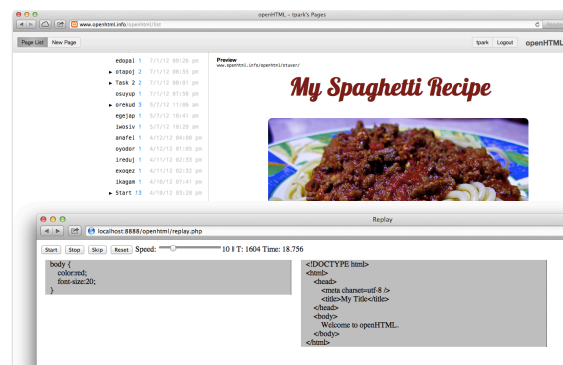 openHTML - tpark's Pages
www.openhtml.info/openhtml/list
Page List New Page
tpark Logout openHTML
edopal 1 7/1/12 09:26 pm
▸ otapoj 2 7/1/12 08:55 pm
▸ Task 2 2 7/1/12 08:01 pm
osuyup 1 7/1/12 07:58 pm
▸ orekud 3 5/7/12 11:06 am
egejap 1 5/7/12 10:41 am
iwosiv 1 5/7/12 10:29 am
anafei 1 4/12/12 04:00 pm
oyodor 1 4/12/12 01:05 pm
ireduj 1 4/11/12 02:33 pm
exoqez 1 4/11/12 02:32 pm
ikagam 1 4/10/12 07:41 pm
▸ Start 13 4/10/12 03:20 pm
Preview
www.openhtml.info/openhtml/otaver/
My Spaghetti Recipe
Replay
localhost:8888/openhtml/replay.php
Start Stop Skip Reset Speed: 10 # T: 1604 Time: 18.756
body {
color:red;
font-size:20;
}
<!DOCTYPE html>
<html>
<head>
<meta charset=utf-8 />
<title>My Title</title>
</head>
<body>
Welcome to openHTML.
</body>
</html>